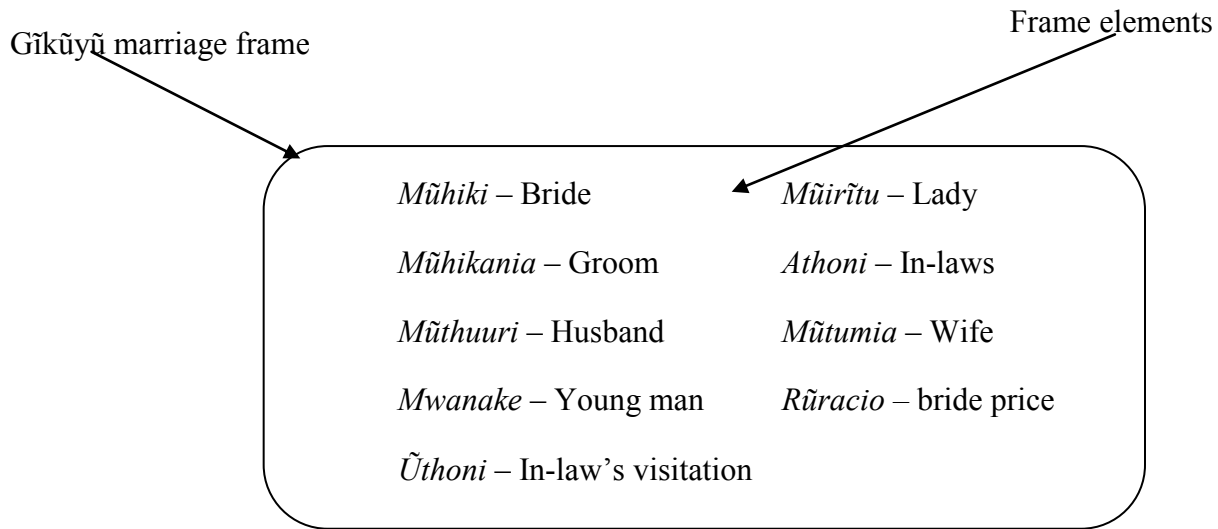 Frame elements
Gĩkũyũ marriage frame
Mũhiki – Bride
Mũirĩtu – Lady
Mũhikania – Groom
Athoni – In-laws
Mũthuuri – Husband
Mũtumia – Wife
Mwanake – Young man
Rũracio – bride price
Ũthoni – In-law’s visitation